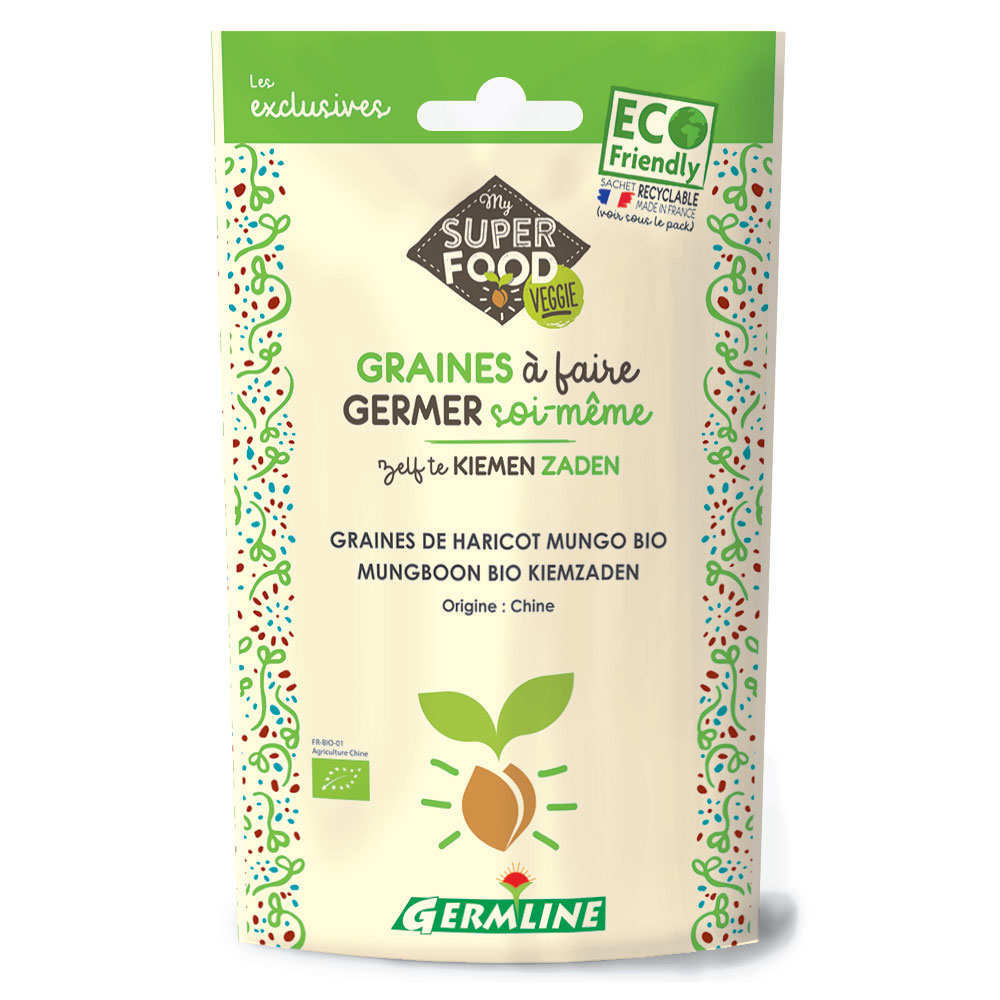 Les
exclusives
ECO
Friendly
SACHET RECYCLABLE
MADE IN FRANCE
(voir sous le pack)
My
SUPER
FOOD
VEGGIE
GRAINES à faire
GERMER soi-même
Zelf te KIEMEN ZADEN
GRAINES DE HARICOT MUNGO BIO
MUNGBOON BIO KIEMZADEN
Origine : Chine
FR-BIO-01
Agriculture Chine
GERMLINE